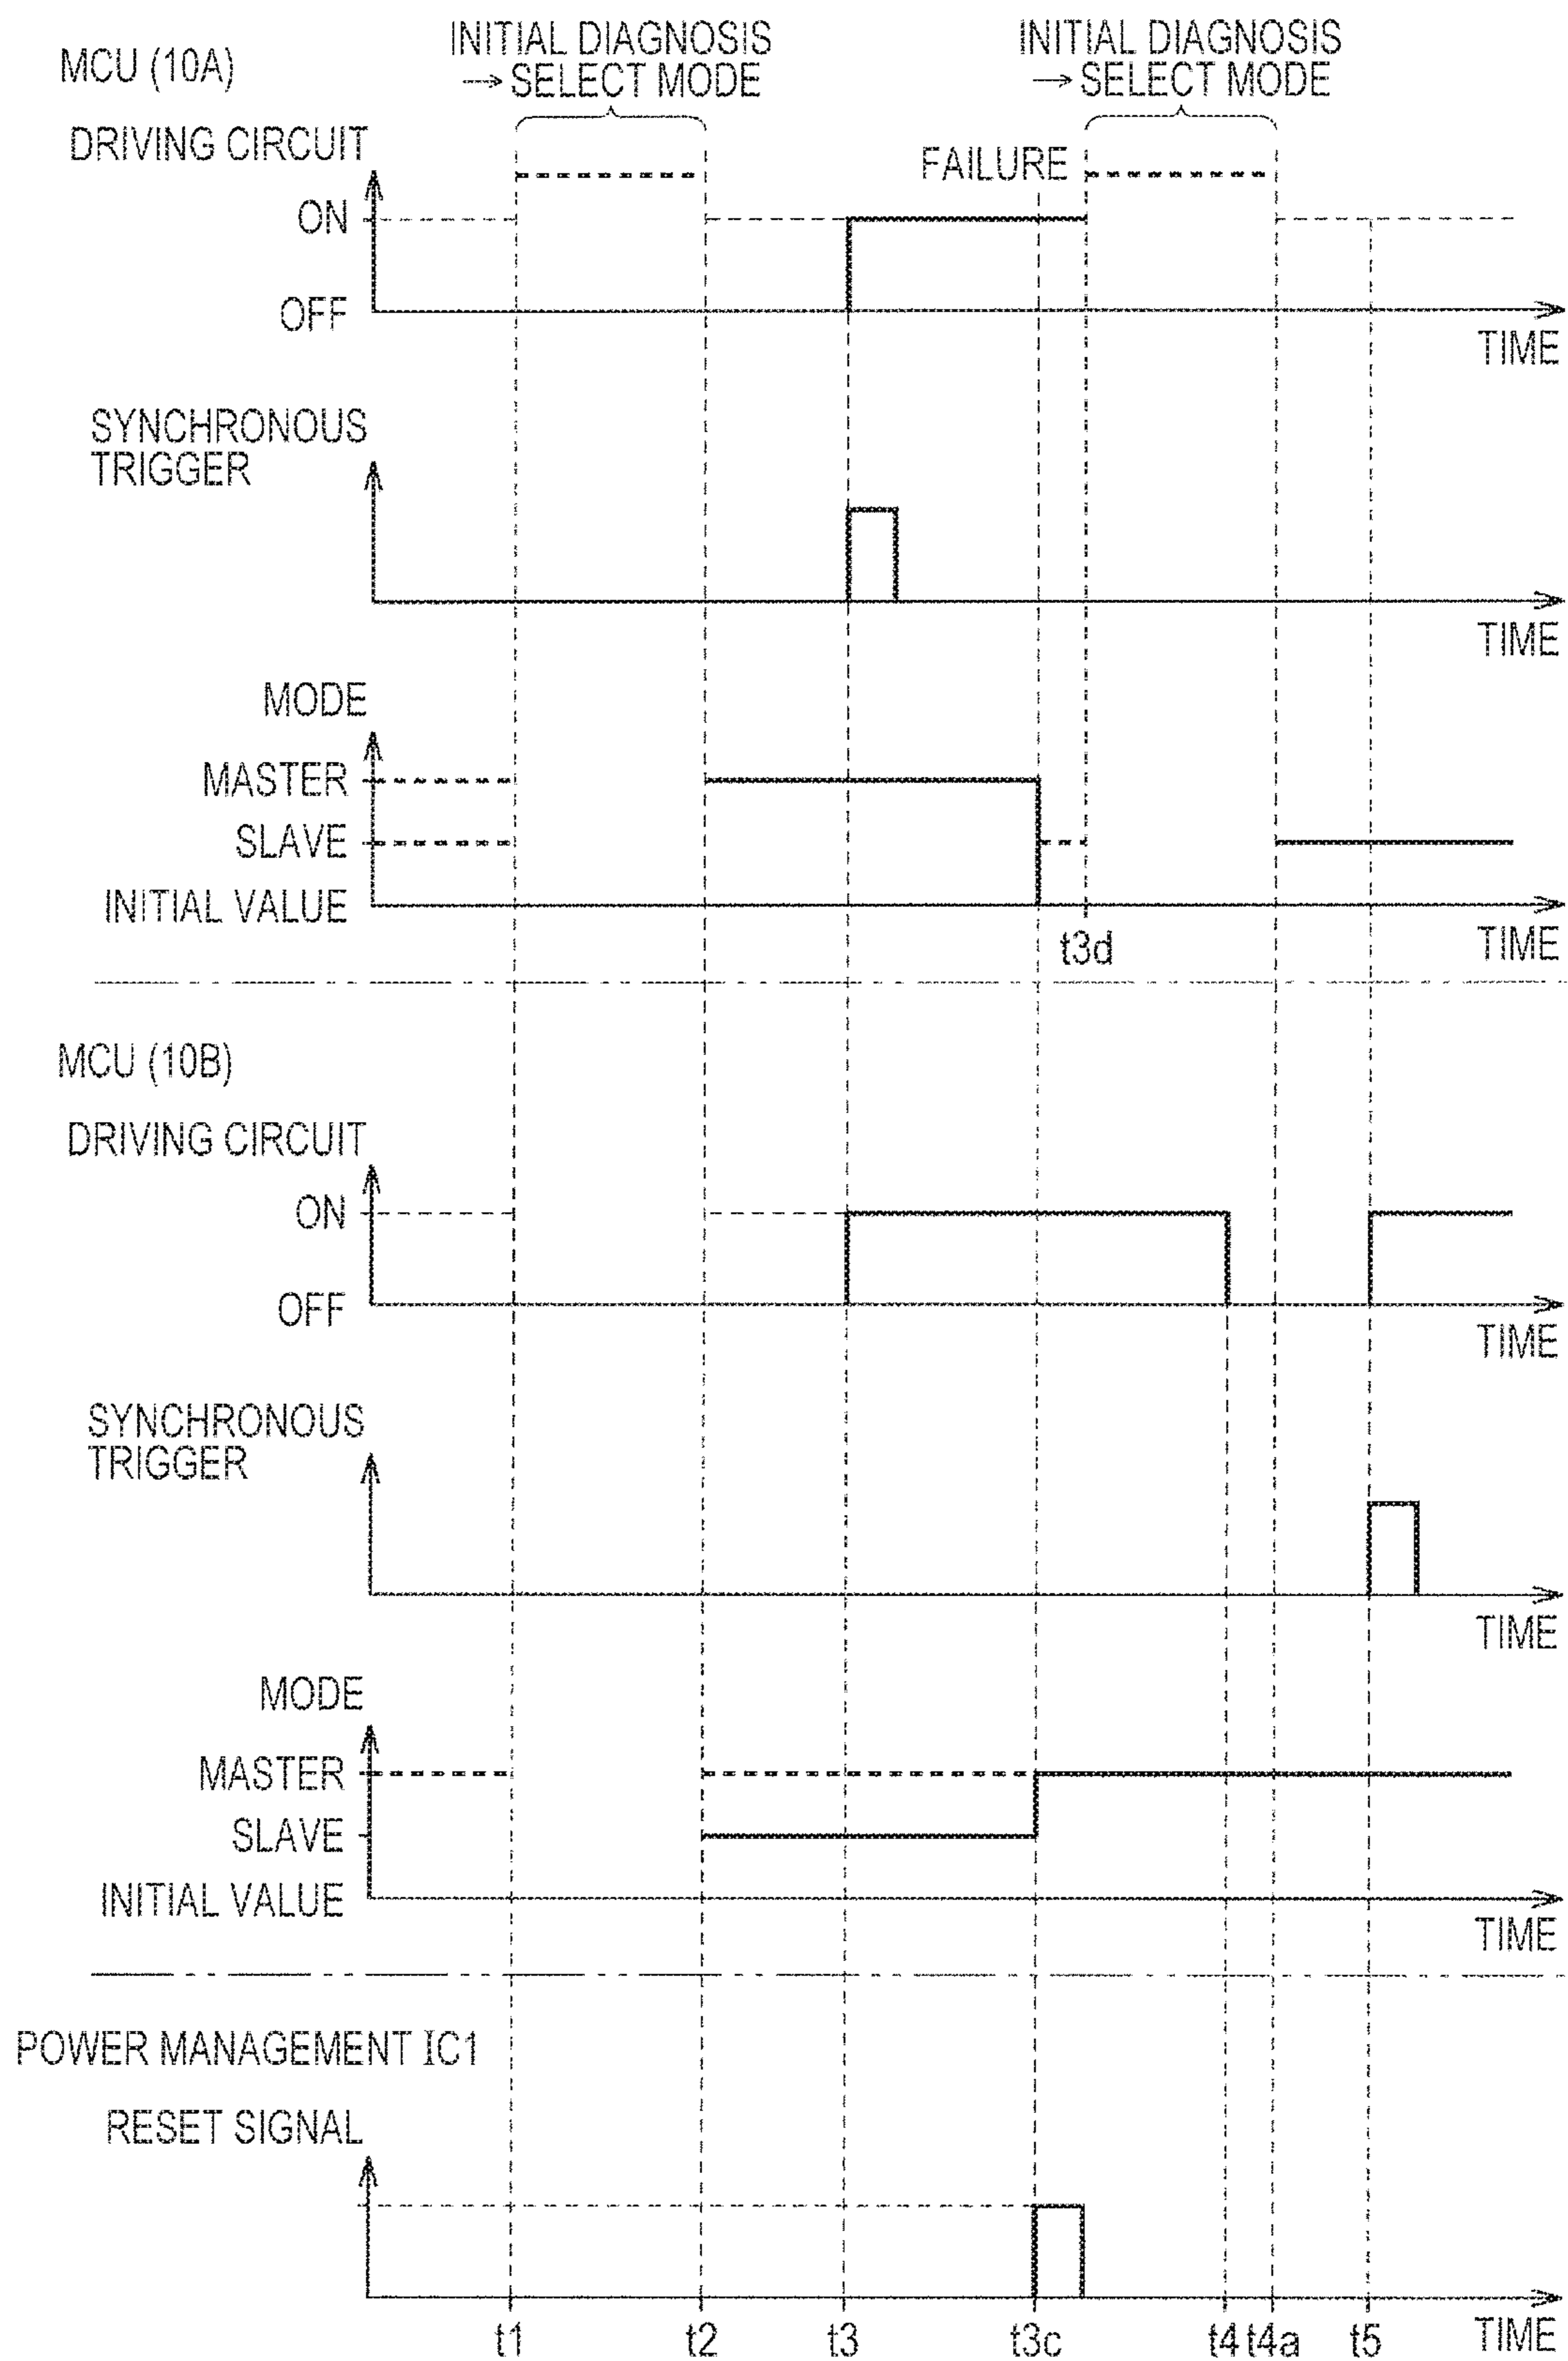 INITIAL DIAGNOSIS
→ SELECT MODE
INITIAL DIAGNOSIS
→ SELECT MODE
MCU (10A)
DRIVING CIRCUIT
FAILURE
ON
OFF
TIME
SYNCHRONOUS
TRIGGER
TIME
MODE
MASTER
SLAVE
INITIAL VALUE
t3d
TIME
MCU (10B)
DRIVING CIRCUIT
ON
OFF
TIME
SYNCHRONOUS
TRIGGER
TIME
MODE
MASTER
SLAVE
INITIAL VALUE
TIME
POWER MANAGEMENT IC1
RESET SIGNAL
t1 t2 t3 t3c t4 t4a t5 TIME